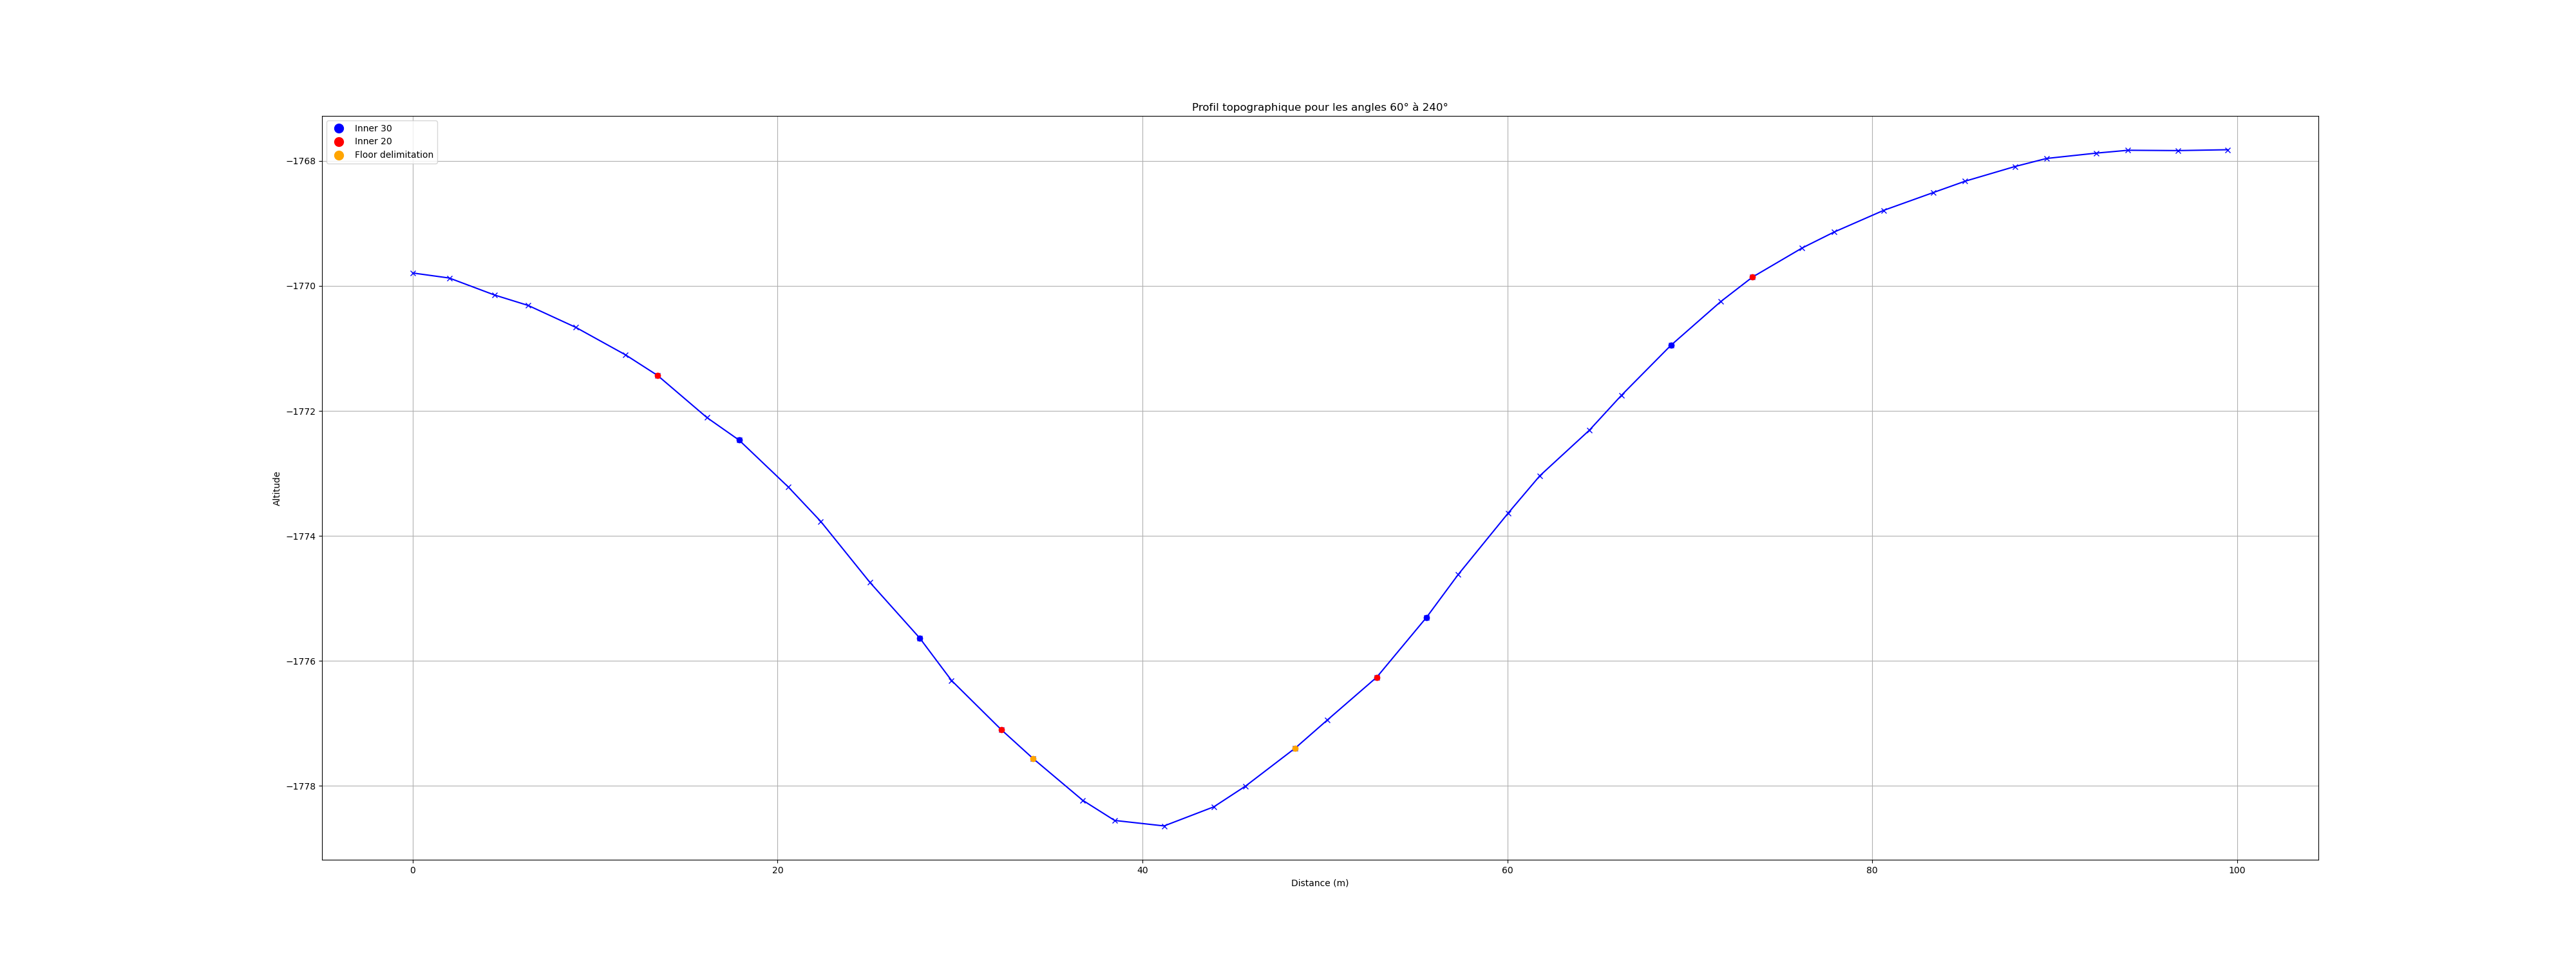 Profil topographique pour les angles 60° à 240°
Inner 30
Inner 20
Floor delimitation
−1768
−1770
−1772
−1774
−1776
−1778
Altitude
0 20 40 60 80 100
Distance (m)